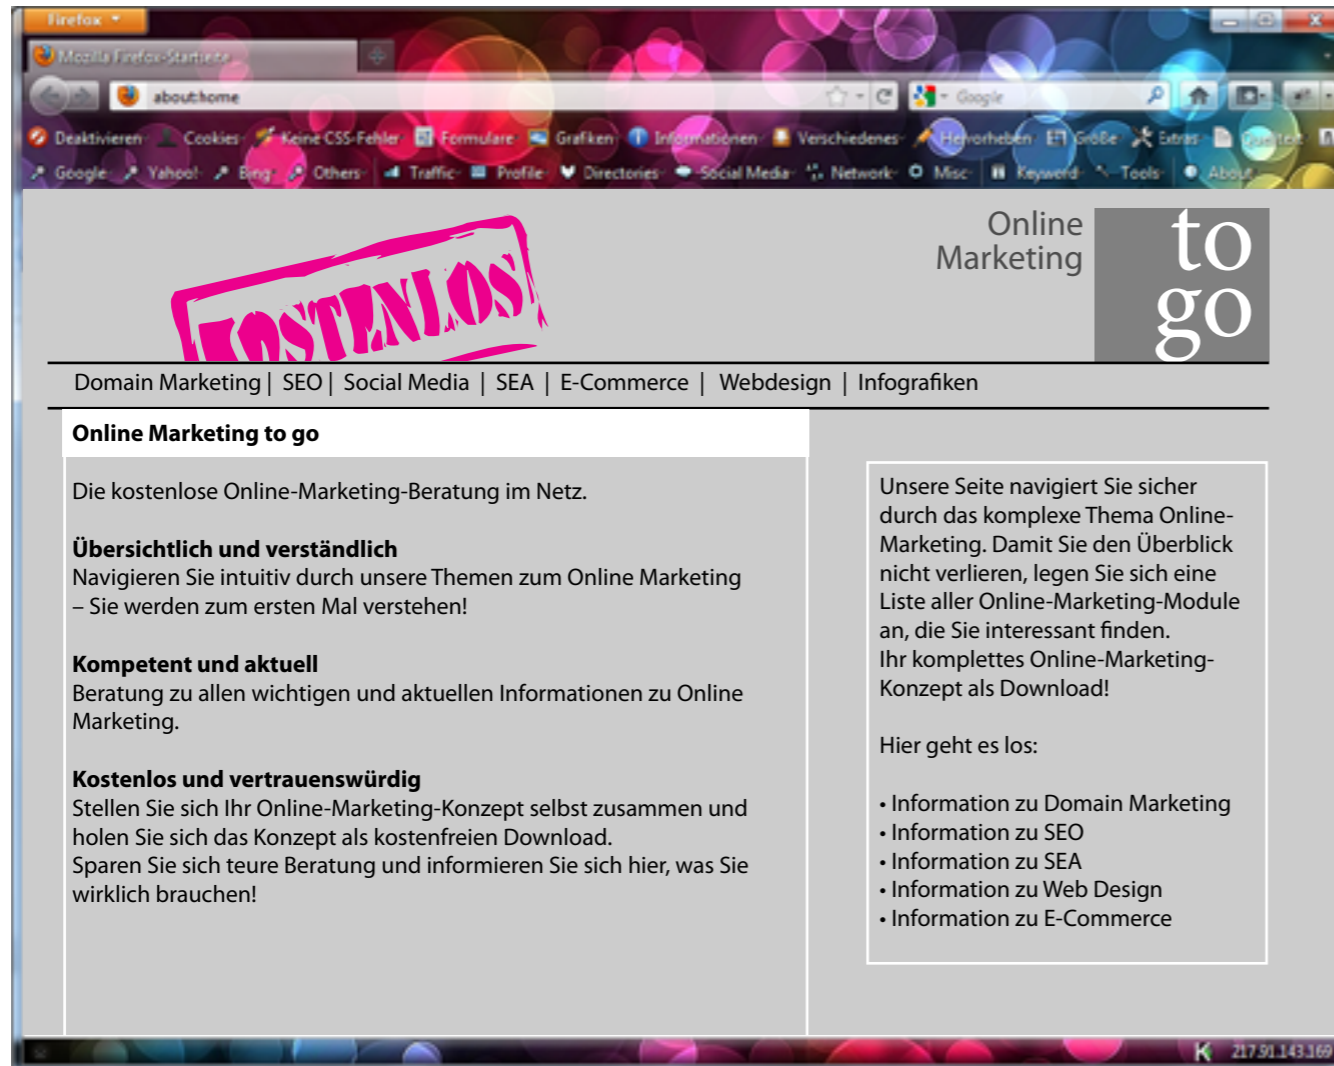 Firefox
Mozilla Firefox-Startseite
about:home
Google
Deaktivieren Cookies Keine CSS-Fehler Formulare Grafiken Informationen Verschiedenes Hervorheben Größe Extras Quelltext
Google Yahoo! Bing Others Traffic Profile Directories Social Media Network Misc Keyword Tools About
KOSTENLOS
Online
Marketing
to
go
Domain Marketing | SEO | Social Media | SEA | E-Commerce | Webdesign | Infografiken
Online Marketing to go
Die kostenlose Online-Marketing-Beratung im Netz.
Übersichtlich und verständlich
Navigieren Sie intuitiv durch unsere Themen zum Online Marketing
– Sie werden zum ersten Mal verstehen!
Kompetent und aktuell
Beratung zu allen wichtigen und aktuellen Informationen zu Online
Marketing.
Kostenlos und vertrauenswürdig
Stellen Sie sich Ihr Online-Marketing-Konzept selbst zusammen und
holen Sie sich das Konzept als kostenfreien Download.
Sparen Sie sich teure Beratung und informieren Sie sich hier, was Sie
wirklich brauchen!
Unsere Seite navigiert Sie sicher
durch das komplexe Thema Online-
Marketing. Damit Sie den Überblick
nicht verlieren, legen Sie sich eine
Liste aller Online-Marketing-Module
an, die Sie interessant finden.
Ihr komplettes Online-Marketing-
Konzept als Download!
Hier geht es los:
• Information zu Domain Marketing
• Information zu SEO
• Information zu SEA
• Information zu Web Design
• Information zu E-Commerce
217.91.143.169